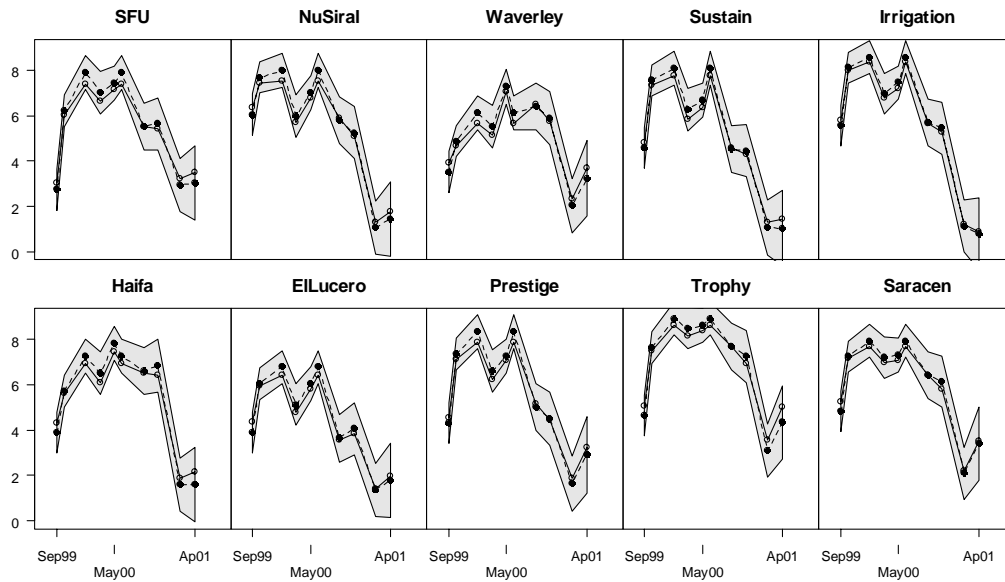 SFU NuSiral Waverley Sustain Irrigation
8
6
4
2
0
Haifa ElLucero Prestige Trophy Saracen
8
6
4
2
0
Sep99 Ap01 Sep99 Ap01 Sep99 Ap01 Sep99 Ap01 Sep99 Ap01
May00 May00 May00 May00 May00